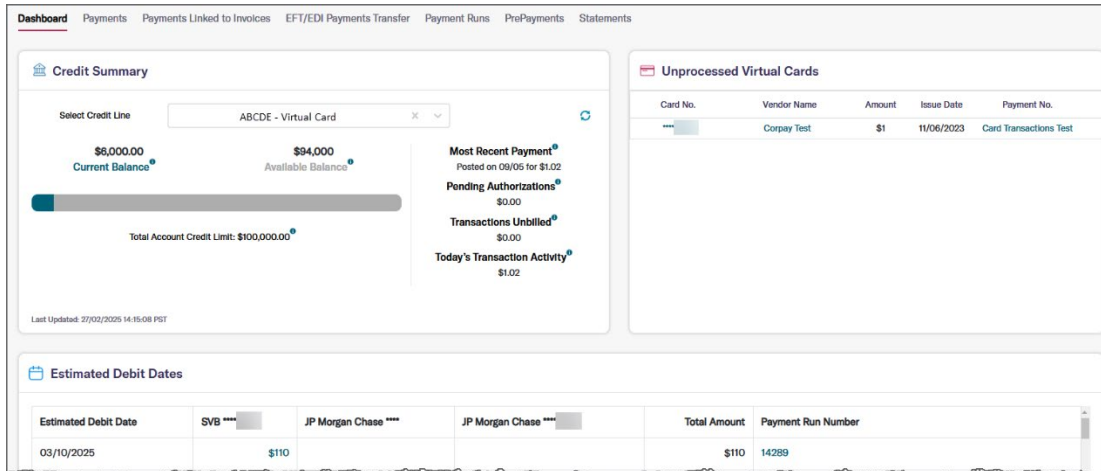 Dashboard Payments Payments Linked to Invoices EFT/EDI Payments Transfer Payment Runs PrePayments Statements
Credit Summary
Select Credit Line ABCDE - Virtual Card
$6,000.00 $94,000
Current Balance Available Balance
Total Account Credit Limit: $100,000.00
Most Recent Payment
Posted on 09/05 for $1.02
Pending Authorizations
$0.00
Transactions Unbilled
$0.00
Today's Transaction Activity
$1.02
Last Updated: 27/02/2025 14:15:08 PST
Unprocessed Virtual Cards
Card No. Vendor Name Amount Issue Date Payment No.
**** Corpay Test $1 11/06/2023 Card Transactions Test
Estimated Debit Dates
Estimated Debit Date SVB **** JP Morgan Chase **** JP Morgan Chase **** Total Amount Payment Run Number
03/10/2025 $110 $110 14289